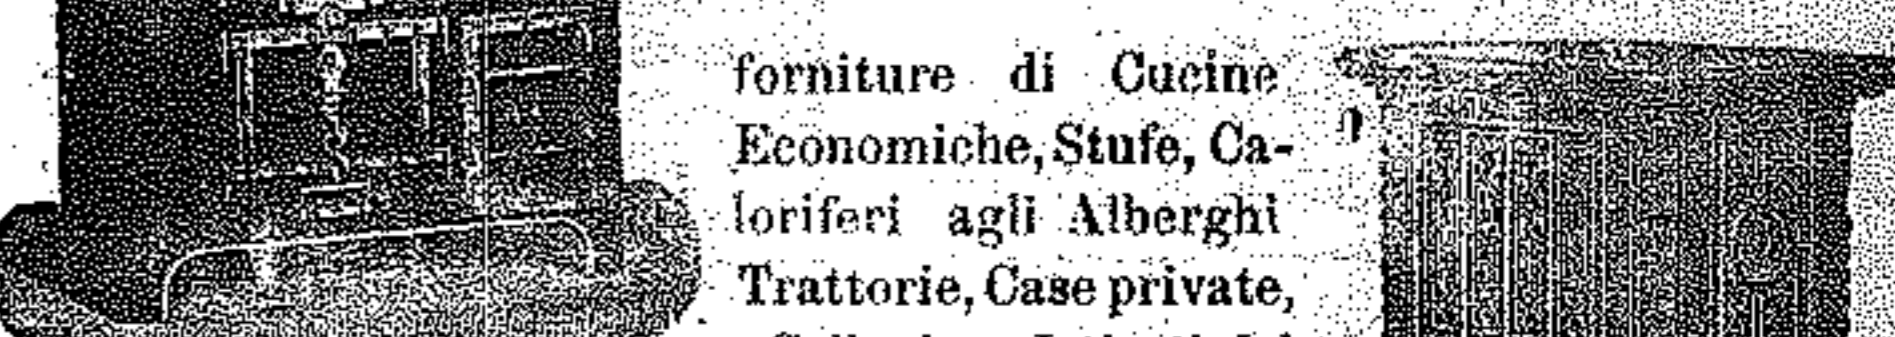 forniture di Cucine
Economiche, Stufe, Ca-
loriferi agli Alberghi
Trattorie, Case private,